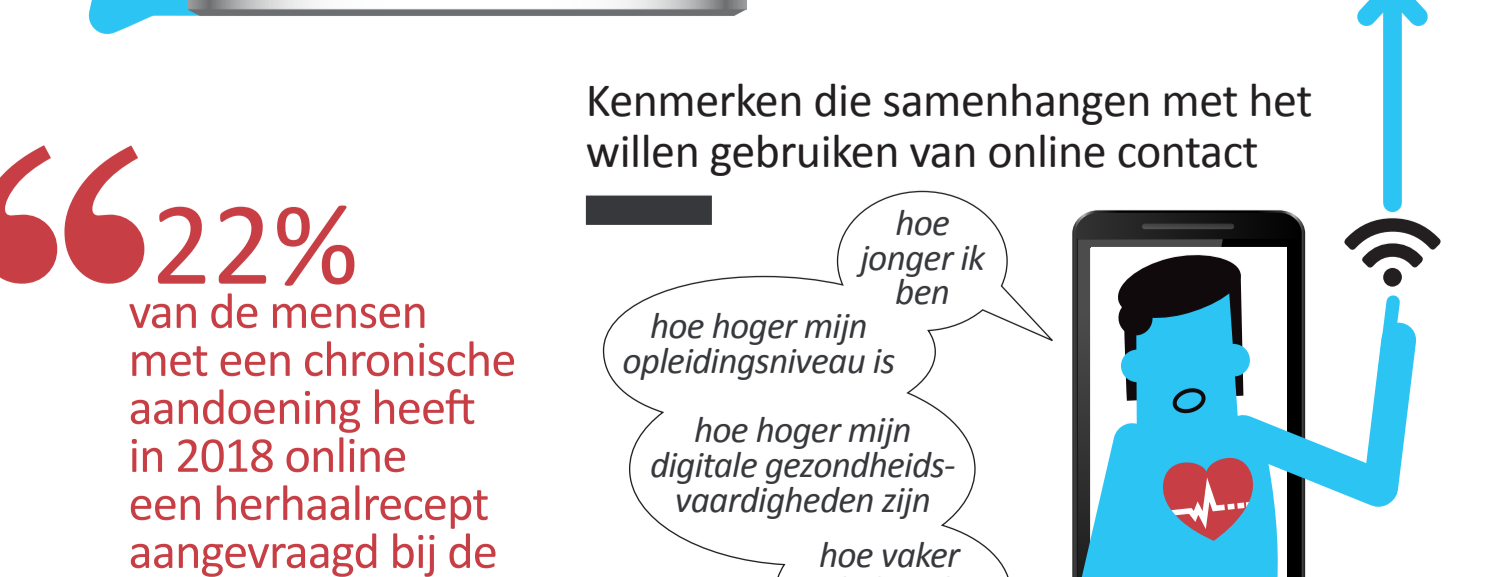 Kenmerken die samenhangen met het
willen gebruiken van online contact
22%
van de mensen
met een chronische
aandoening heeft
in 2018 online
een herhaalrecept
aangevraagd bij de
hoe
jonger ik
ben
hoe hoger mijn
opleidingsniveau is
hoe hoger mijn
digitale gezondheids-
vaardigheden zijn
hoe vaker